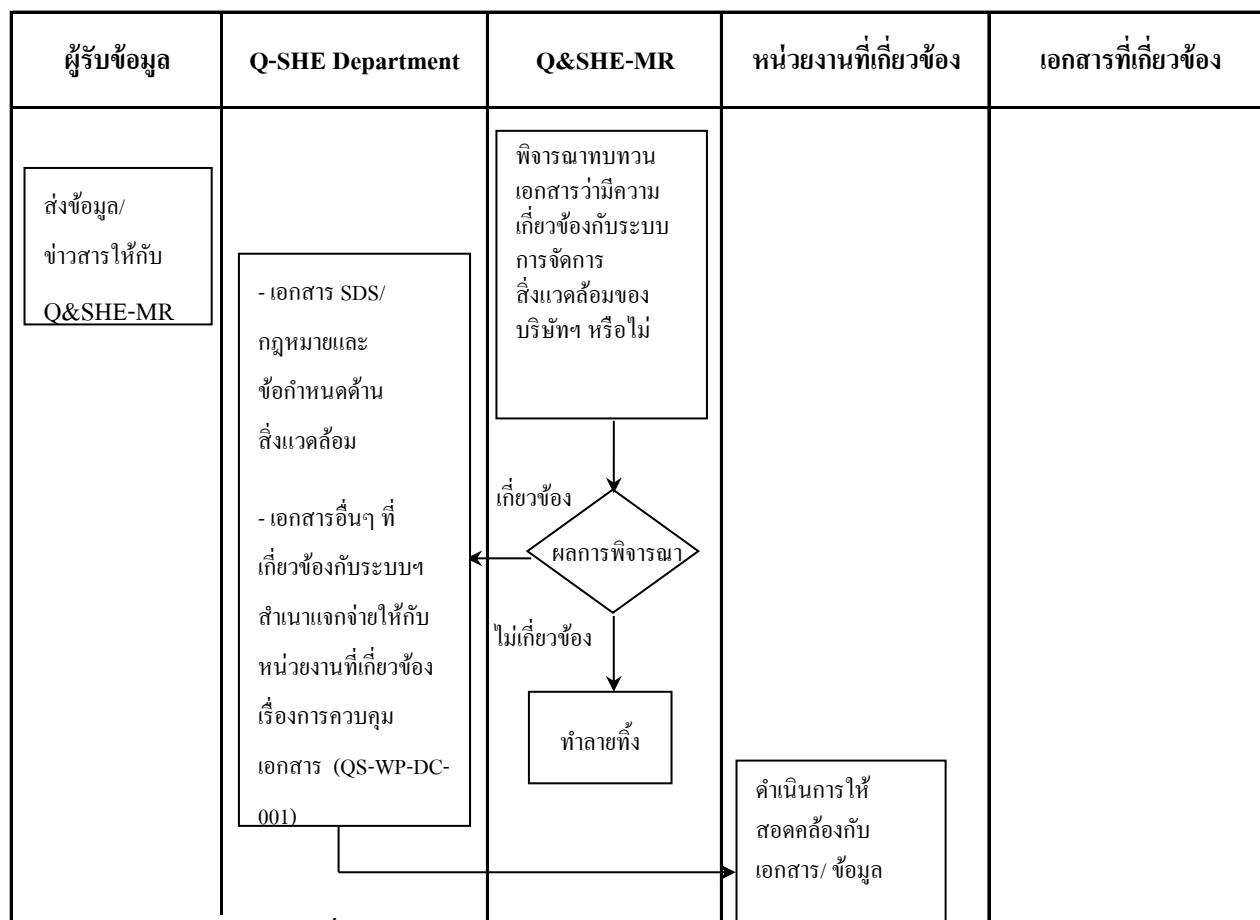 ผู้รับข้อมูล
Q-SHE Department
Q&SHE-MR
หน่วยงานที่เกี่ยวข้อง
เอกสารที่เกี่ยวข้อง
ส่งข้อมูล/
ข่าวสารให้กับ
Q&SHE-MR
- เอกสาร SDS/
กฎหมายและ
ข้อกำหนดด้าน
สิ่งแวดล้อม
- เอกสารอื่นๆ ที่
เกี่ยวข้องกับระบบฯ
สำเนาแจกจ่ายให้กับ
หน่วยงานที่เกี่ยวข้อง
เรื่องการควบคุม
เอกสาร (QS-WP-DC-
001)
พิจารณาทบทวน
เอกสารว่ามีความ
เกี่ยวข้องกับระบบ
การจัดการ
สิ่งแวดล้อมของ
บริษัทฯ หรือไม่
เกี่ยวข้อง
ผลการพิจารณา
ไม่เกี่ยวข้อง
ทำลายทิ้ง
ดำเนินการให้
สอดคล้องกับ
เอกสาร/ ข้อมูล